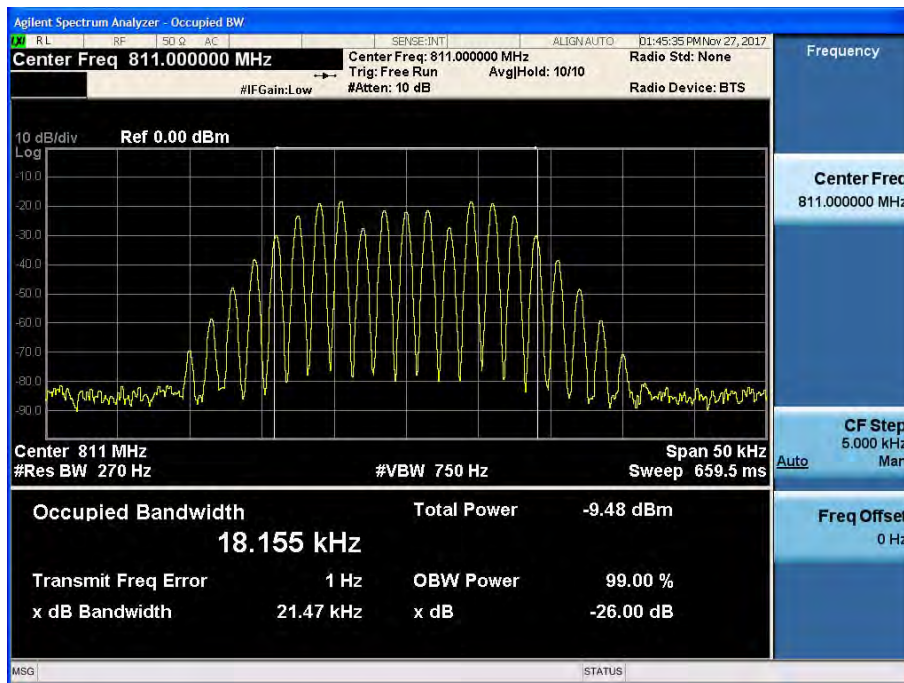 Agilent Spectrum Analyzer - Occupied BW
LXI RL RF 50 Ω AC SENSE:INT ALIGN AUTO 01:45:35 PM Nov 27, 2017
Center Freq 811.000000 MHz Center Freq: 811.000000 MHz Radio Std: None
Trig: Free Run Avg|Hold: 10/10
#IFGain:Low #Atten: 10 dB Radio Device: BTS
Frequency
10 dB/div Ref 0.00 dBm
Log
-10.0
-20.0
-30.0
-40.0
-50.0
-60.0
-70.0
-80.0
-90.0
Center Freq
811.000000 MHz
Center 811 MHz Span 50 kHz
#Res BW 270 Hz #VBW 750 Hz Sweep 659.5 ms
CF Step
5.000 kHz
Auto Man
Occupied Bandwidth Total Power -9.48 dBm
18.155 kHz
Transmit Freq Error 1 Hz OBW Power 99.00 %
x dB Bandwidth 21.47 kHz x dB -26.00 dB
Freq Offset
0 Hz
MSG STATUS